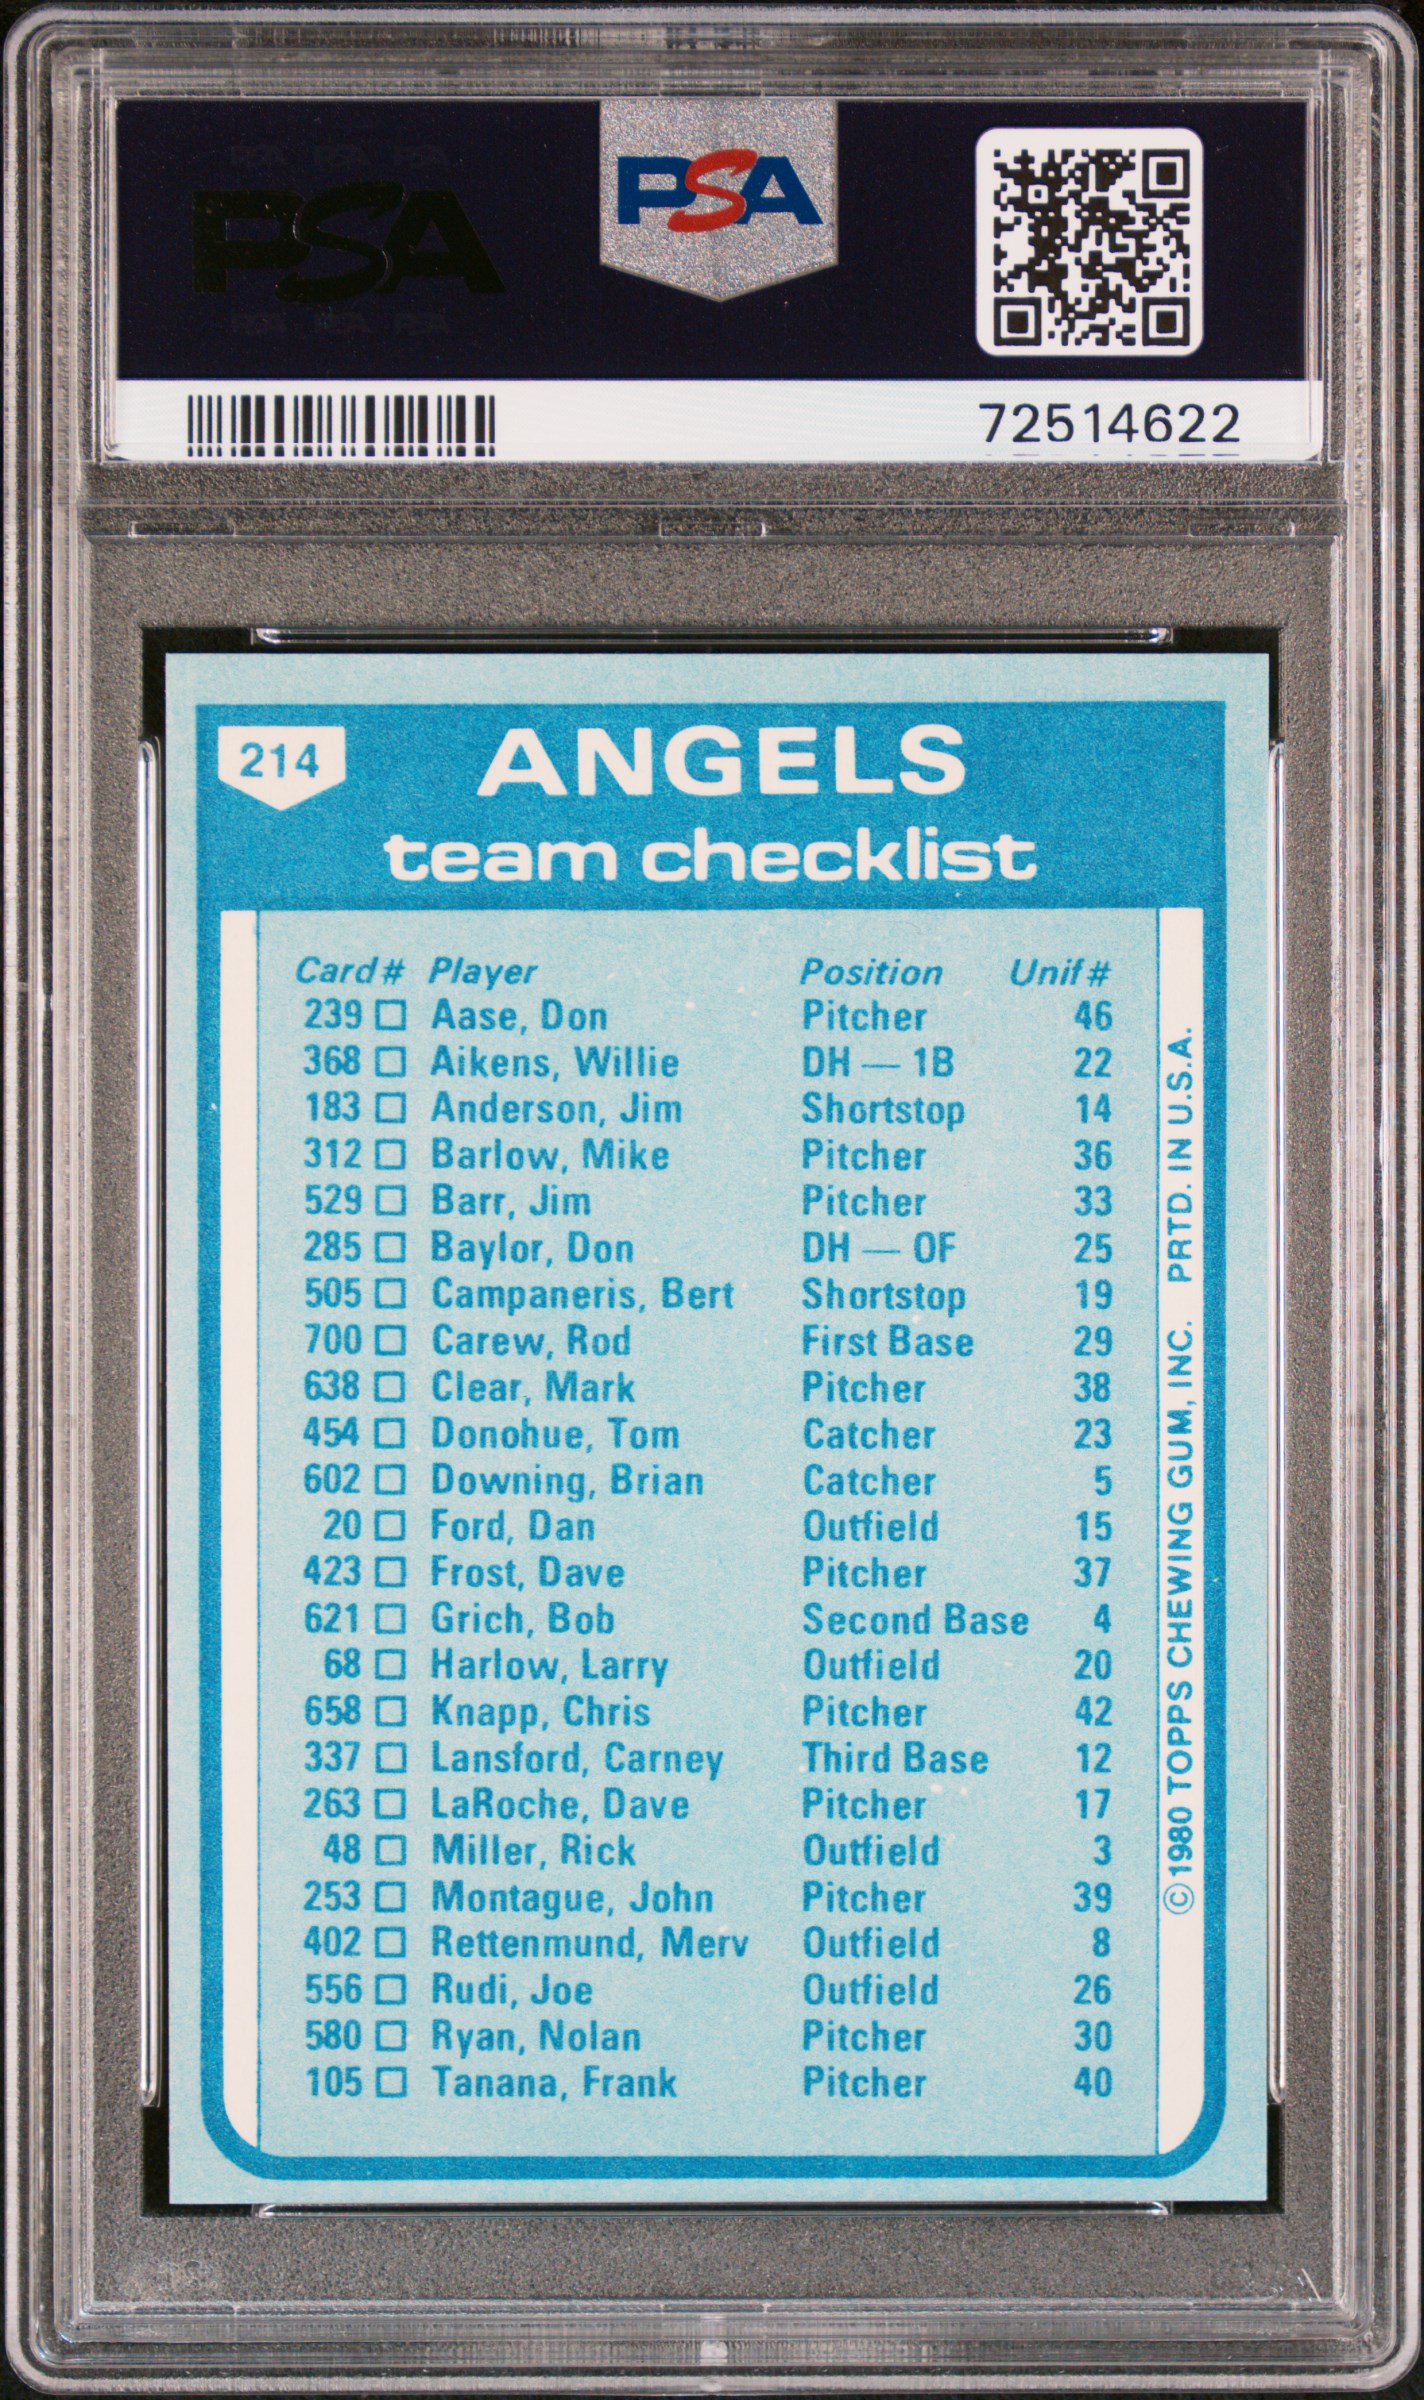 PSA
PSA
72514622
214
ANGELS
team checklist
Card # Player Position Unif #
239 Aase, Don Pitcher 46
368 Aikens, Willie DH — 1B 22
183 Anderson, Jim Shortstop 14
312 Barlow, Mike Pitcher 36
529 Barr, Jim Pitcher 33
285 Baylor, Don DH — OF 25
505 Campaneris, Bert Shortstop 19
700 Carew, Rod First Base 29
638 Clear, Mark Pitcher 38
454 Donohue, Tom Catcher 23
602 Downing, Brian Catcher 5
20 Ford, Dan Outfield 15
423 Frost, Dave Pitcher 37
621 Grich, Bob Second Base 4
68 Harlow, Larry Outfield 20
658 Knapp, Chris Pitcher 42
337 Lansford, Carney Third Base 12
263 LaRoche, Dave Pitcher 17
48 Miller, Rick Outfield 3
253 Montague, John Pitcher 39
402 Rettenmund, Merv Outfield 8
556 Rudi, Joe Outfield 26
580 Ryan, Nolan Pitcher 30
105 Tanana, Frank Pitcher 40
© 1980 TOPPS CHEWING GUM, INC. PRTD. IN U.S.A.